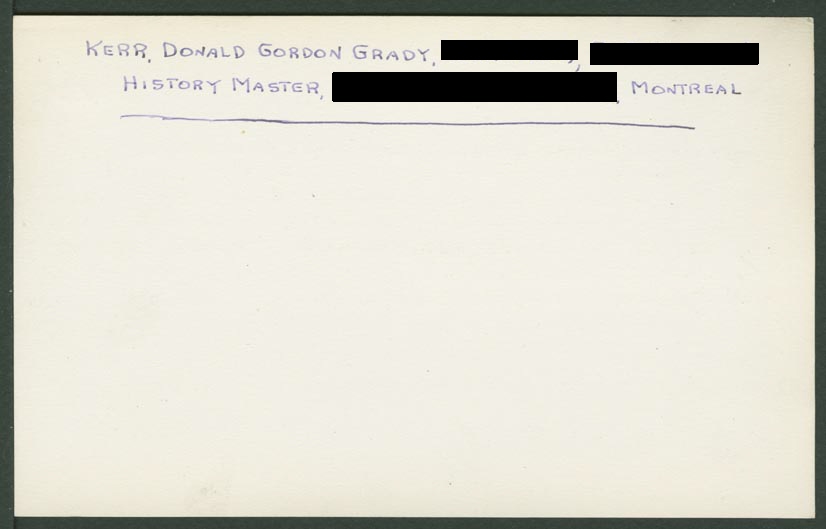 KERR, DONALD GORDON GRADY, ,
HISTORY MASTER, , MONTREAL